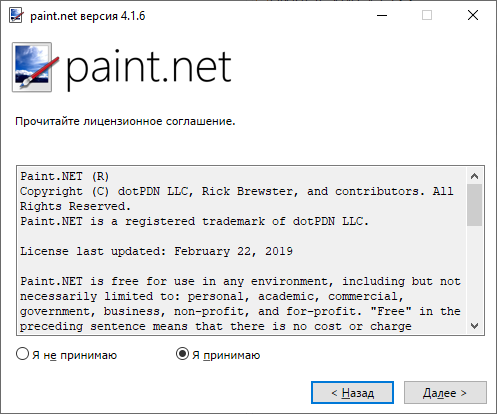 paint.net версия 4.1.6
paint.net
Прочитайте лицензионное соглашение.
Paint.NET (R)
Copyright (C) dotPDN LLC, Rick Brewster, and contributors. All
Rights Reserved.
Paint.NET is a registered trademark of dotPDN LLC.
License last updated: February 22, 2019
Paint.NET is free for use in any environment, including but not
necessarily limited to: personal, academic, commercial,
government, business, non-profit, and for-profit. "Free" in the
preceding sentence means that there is no cost or charge
Я не принимаю
Я принимаю
< Назад
Далее >